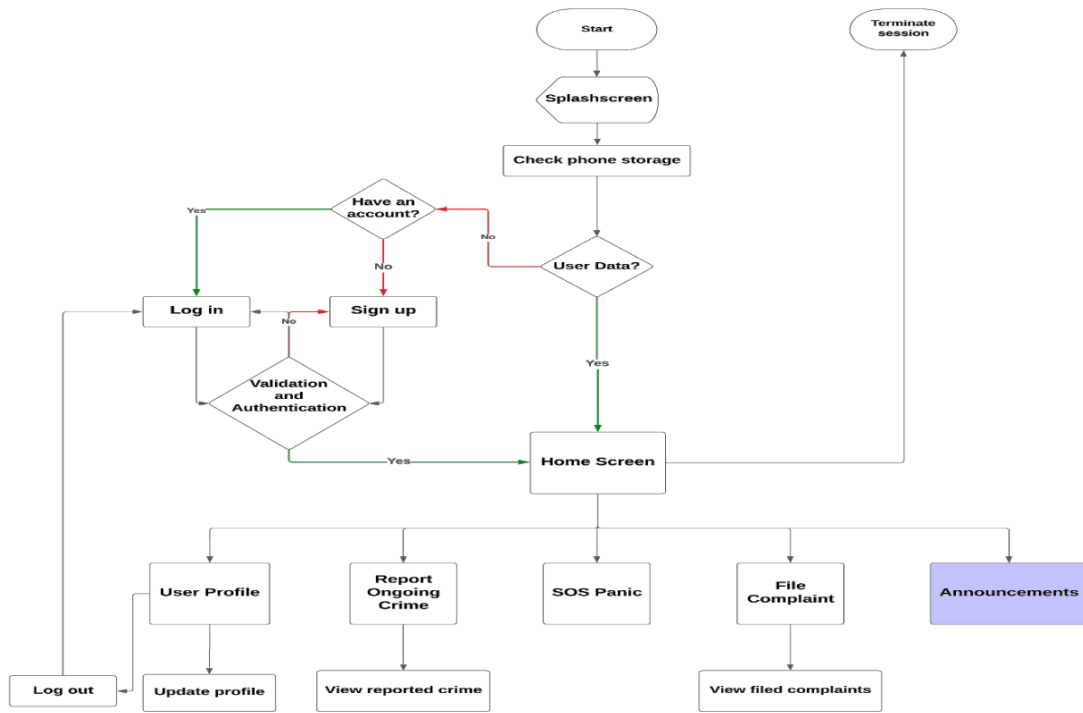 Start
Terminate
session
Splashscreen
Check phone storage
Have an
account?
Yes
No
User Data?
No
Log in
Sign up
No
Yes
Validation
and
Authentication
Yes
Home Screen
User Profile
Report
Ongoing
Crime
SOS Panic
File
Complaint
Announcements
Log out
Update profile
View reported crime
View filed complaints